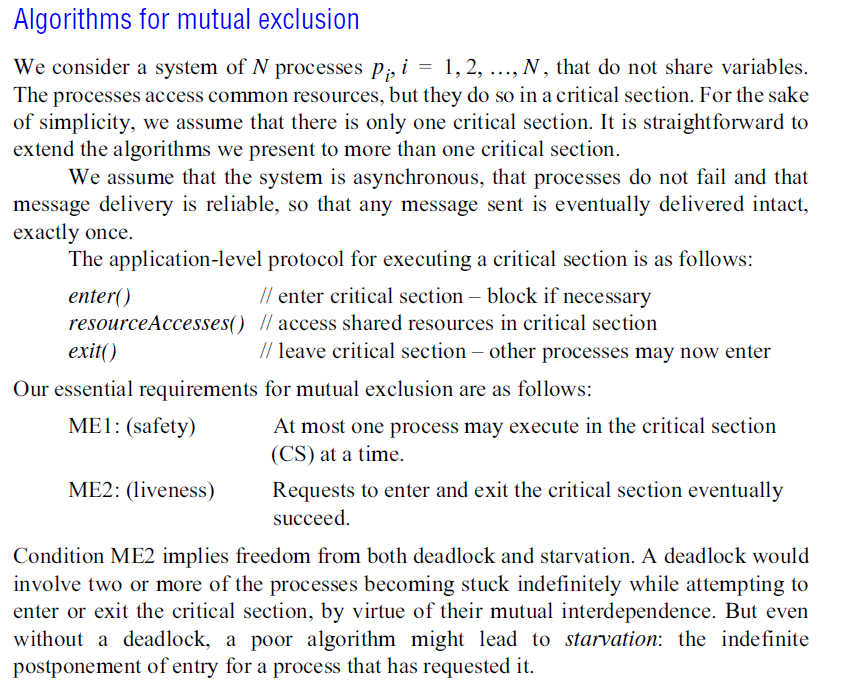 Algorithms for mutual exclusion
We consider a system of N processes pᵢ, i = 1, 2, …, N, that do not share variables.
The processes access common resources, but they do so in a critical section. For the sake
of simplicity, we assume that there is only one critical section. It is straightforward to
extend the algorithms we present to more than one critical section.
We assume that the system is asynchronous, that processes do not fail and that
message delivery is reliable, so that any message sent is eventually delivered intact,
exactly once.
The application-level protocol for executing a critical section is as follows:
enter() // enter critical section – block if necessary
resourceAccesses() // access shared resources in critical section
exit() // leave critical section – other processes may now enter
Our essential requirements for mutual exclusion are as follows:
ME1: (safety) At most one process may execute in the critical section
(CS) at a time.
ME2: (liveness) Requests to enter and exit the critical section eventually
succeed.
Condition ME2 implies freedom from both deadlock and starvation. A deadlock would
involve two or more of the processes becoming stuck indefinitely while attempting to
enter or exit the critical section, by virtue of their mutual interdependence. But even
without a deadlock, a poor algorithm might lead to starvation: the indefinite
postponement of entry for a process that has requested it.